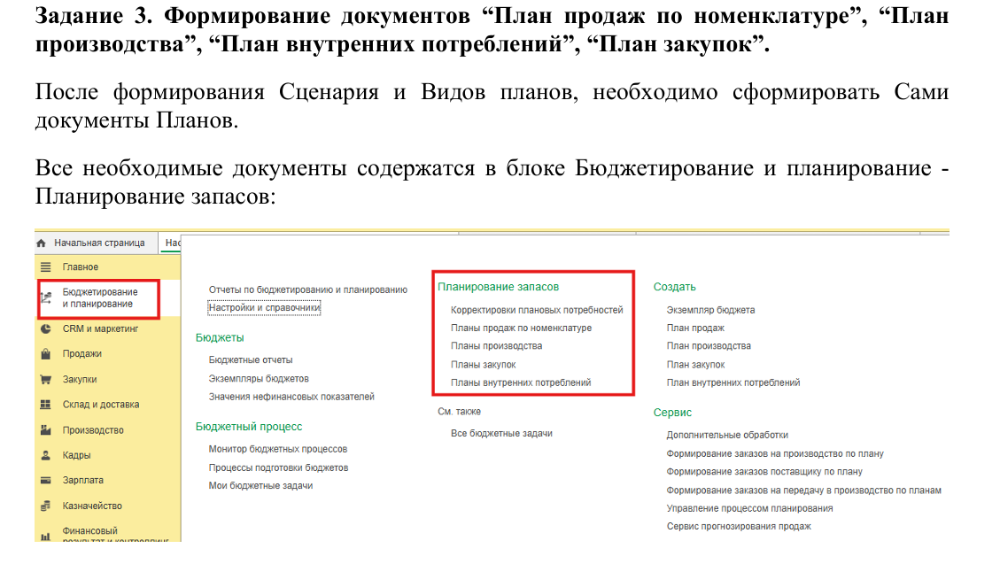 Задание 3. Формирование документов “План продаж по номенклатуре”, “План
производства”, “План внутренних потреблений”, “План закупок”.
После формирования Сценария и Видов планов, необходимо сформировать Сами
документы Планов.
Все необходимые документы содержатся в блоке Бюджетирование и планирование -
Планирование запасов:
Начальная страница
Нас
Главное
Бюджетирование
и планирование
CRM и маркетинг
Продажи
Закупки
Склад и доставка
Производство
Кадры
Зарплата
Казначейство
Финансовый
результат и контроллинг
Отчеты по бюджетированию и планированию
Настройки и справочники
Бюджеты
Бюджетные отчеты
Экземпляры бюджетов
Значения нефинансовых показателей
Бюджетный процесс
Монитор бюджетных процессов
Процессы подготовки бюджетов
Мои бюджетные задачи
Планирование запасов
Корректировки плановых потребностей
Планы продаж по номенклатуре
Планы производства
Планы закупок
Планы внутренних потреблений
См. также
Все бюджетные задачи
Создать
Экземпляр бюджета
План продаж
План производства
План закупок
План внутренних потреблений
Сервис
Дополнительные обработки
Формирование заказов на производство по плану
Формирование заказов поставщику по плану
Формирование заказов на передачу в производство по планам
Управление процессом планирования
Сервис прогнозирования продаж